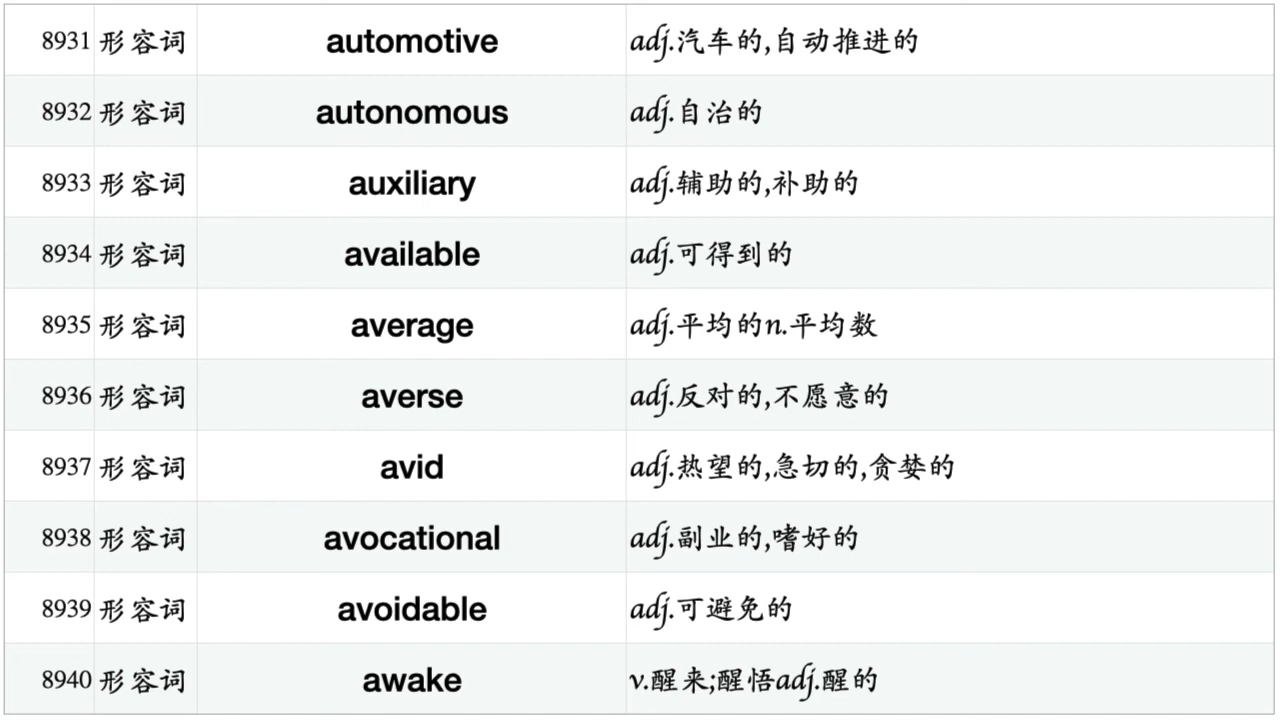 8931 形容词 automotive adj.汽车的,自动推进的
8932 形容词 autonomous adj.自治的
8933 形容词 auxiliary adj.辅助的,补助的
8934 形容词 available adj.可得到的
8935 形容词 average adj.平均的n.平均数
8936 形容词 averse adj.反对的,不愿意的
8937 形容词 avid adj.热望的,急切的,贪婪的
8938 形容词 avocational adj.副业的,嗜好的
8939 形容词 avoidable adj.可避免的
8940 形容词 awake v.醒来;醒悟adj.醒的